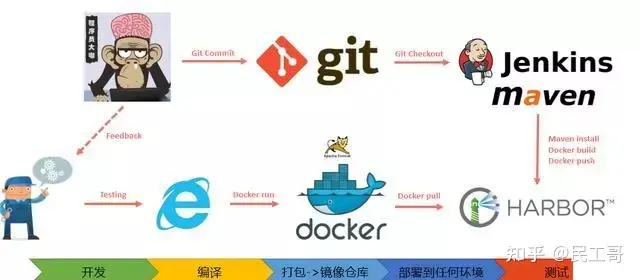 程序员大咖
Git Commit
git
Git Checkout
Jenkins
maven
Feedback
Maven install
Docker build
Docker push
Testing
Docker run
Apache Tomcat
docker
Docker pull
HARBOR™
知乎 @民工哥
开发
编译
打包->镜像仓库
部署到任何环境
测试